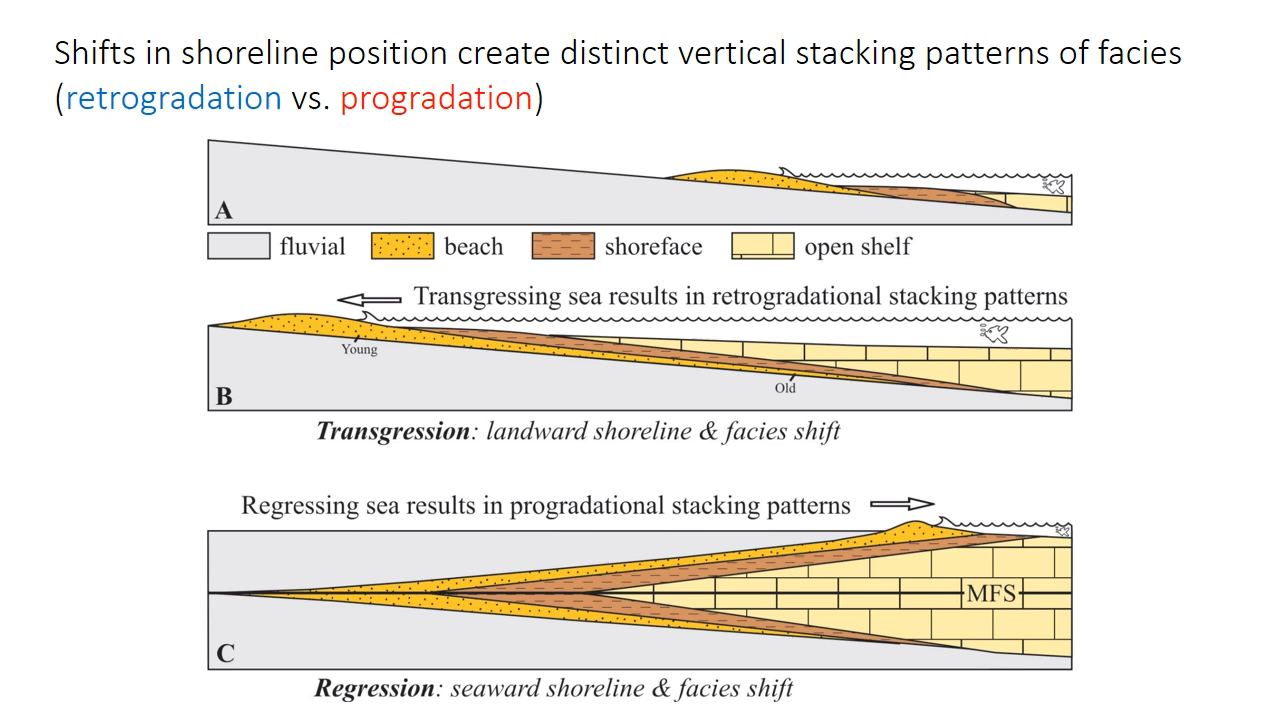 Shifts in shoreline position create distinct vertical stacking patterns of facies
(retrogradation vs. progradation)
A
fluvial
beach
shoreface
open shelf
Transgressing sea results in retrogradational stacking patterns
Young
Old
B
Transgression: landward shoreline & facies shift
Regressing sea results in progradational stacking patterns
MFS
C
Regression: seaward shoreline & facies shift